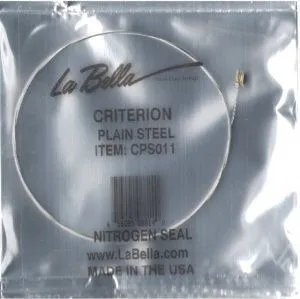 La Bella
CRITERION
PLAIN STEEL
ITEM: CPS011
NITROGEN SEAL
www.LaBella.com
MADE IN THE USA